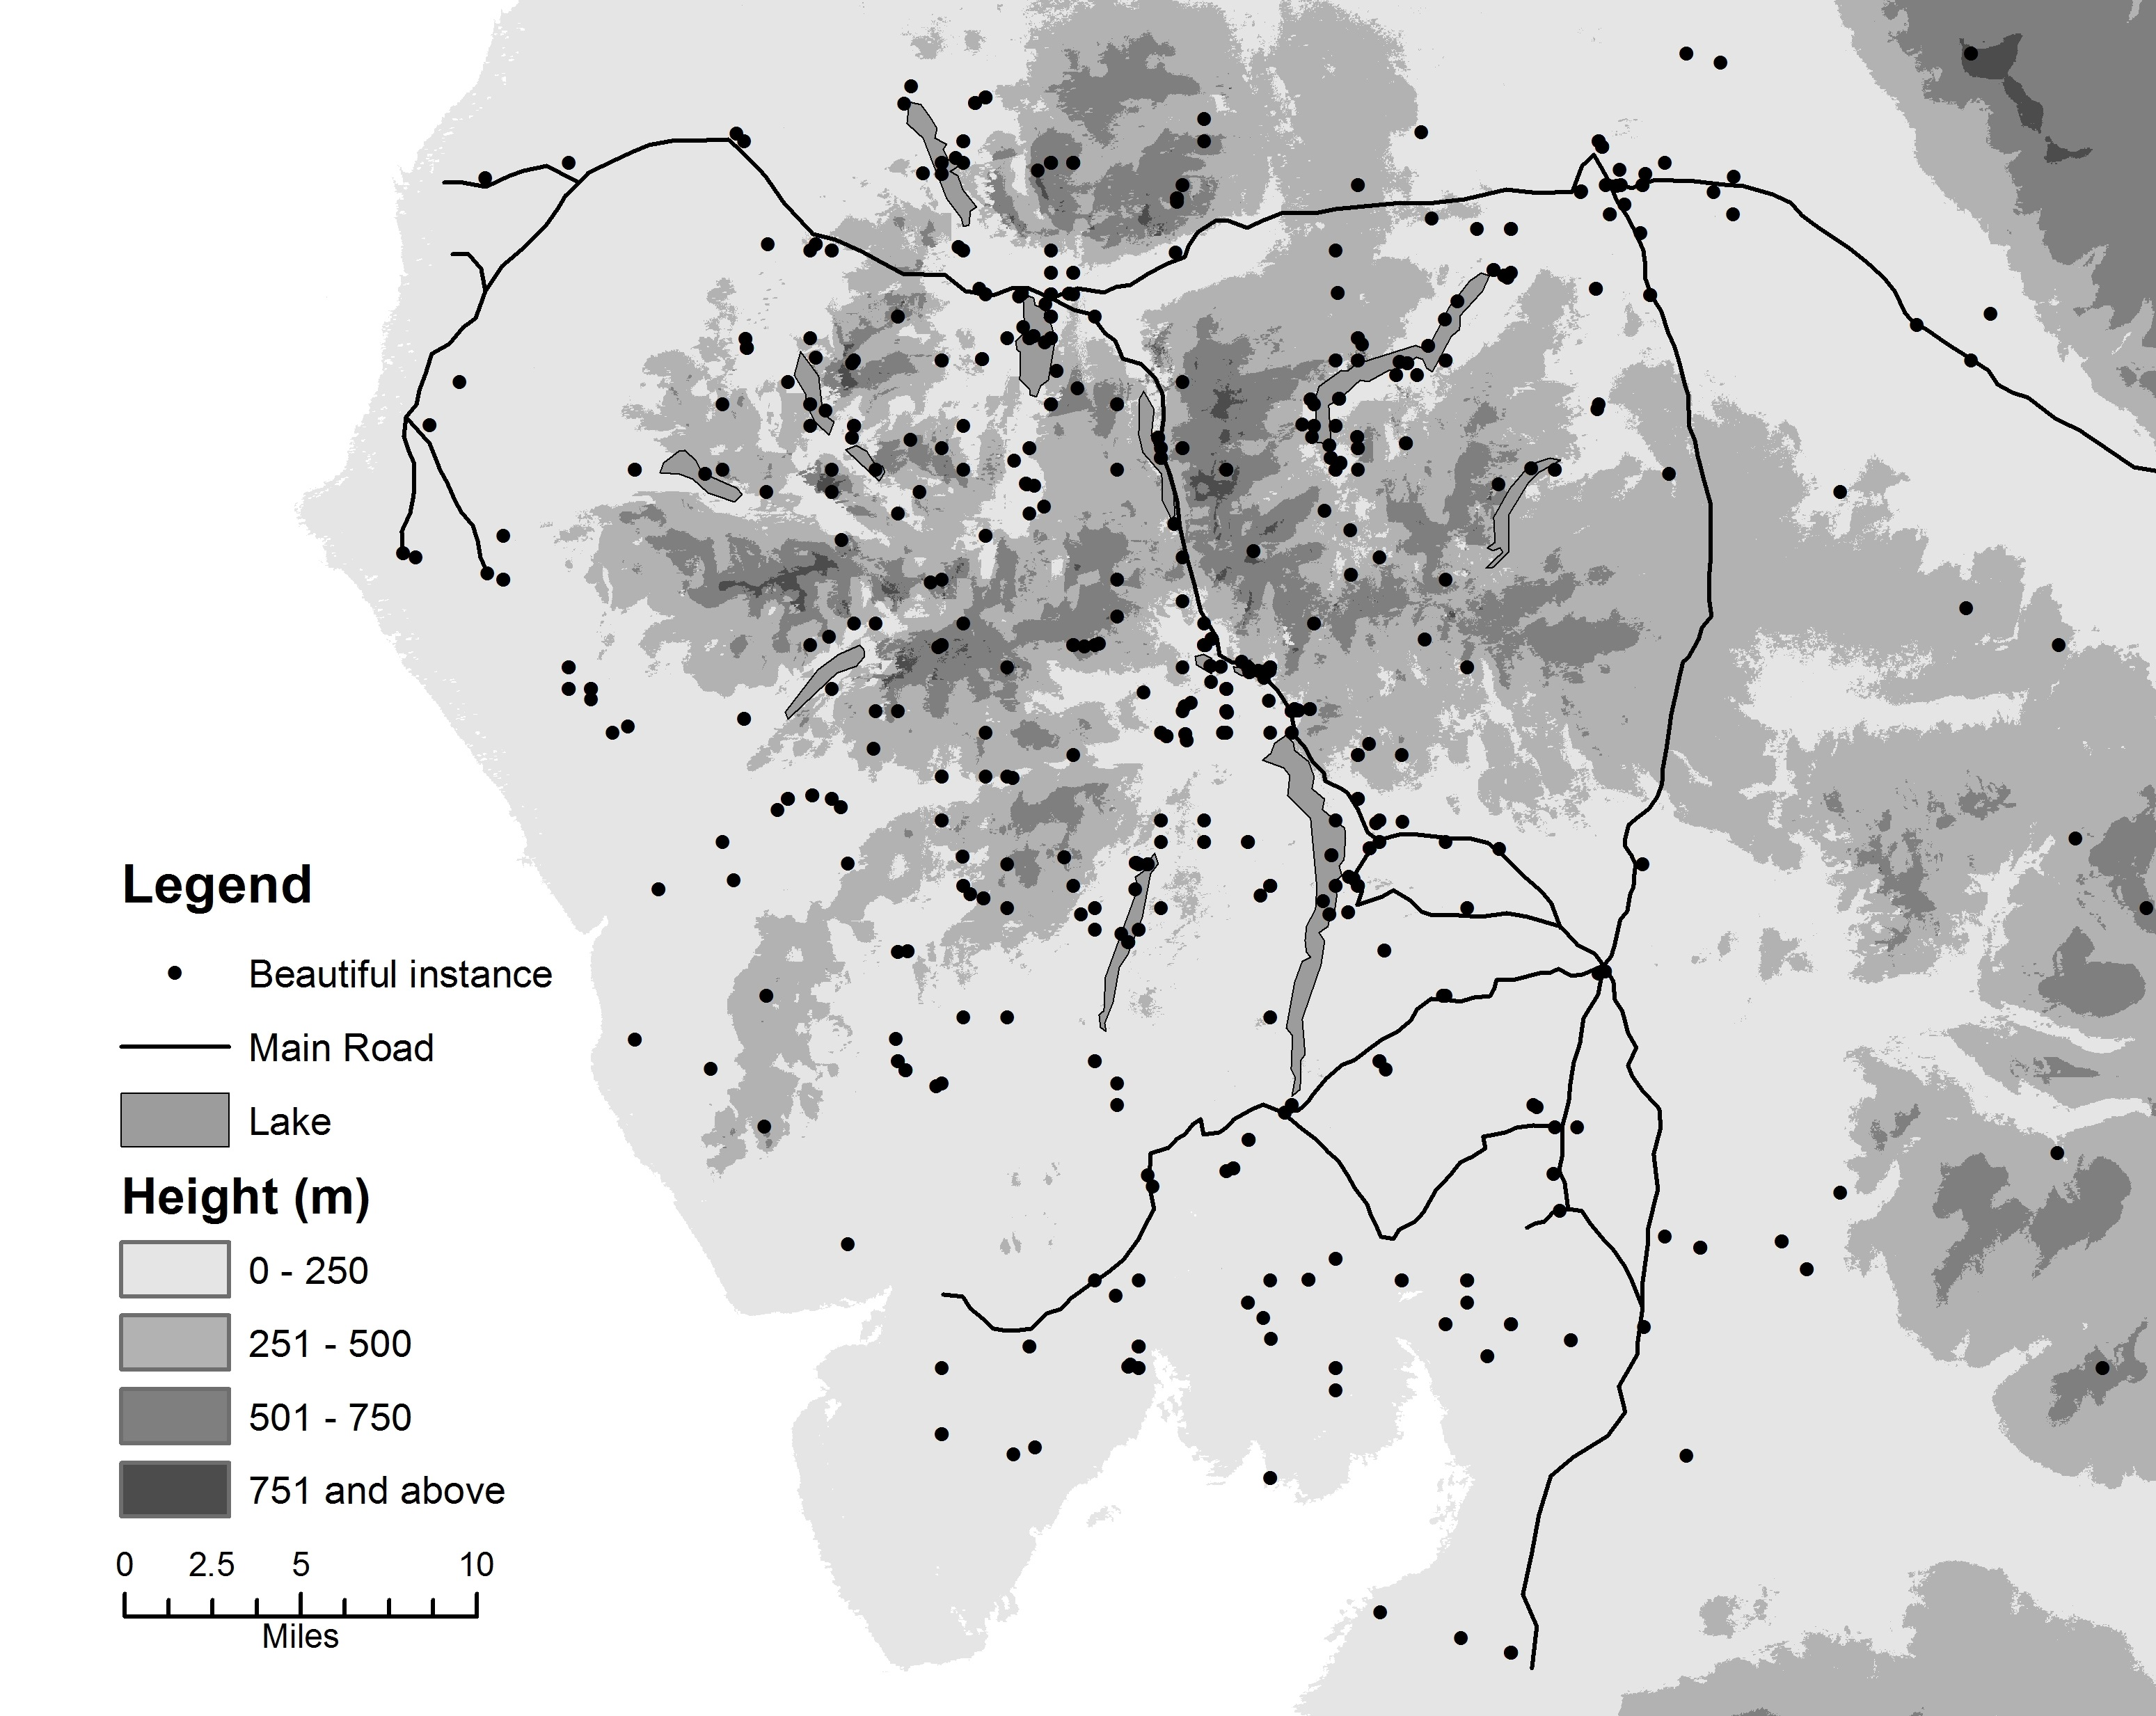 Legend
Beautiful instance
Main Road
Lake
Height (m)
0 - 250
251 - 500
501 - 750
751 and above
0 2.5 5 10
Miles